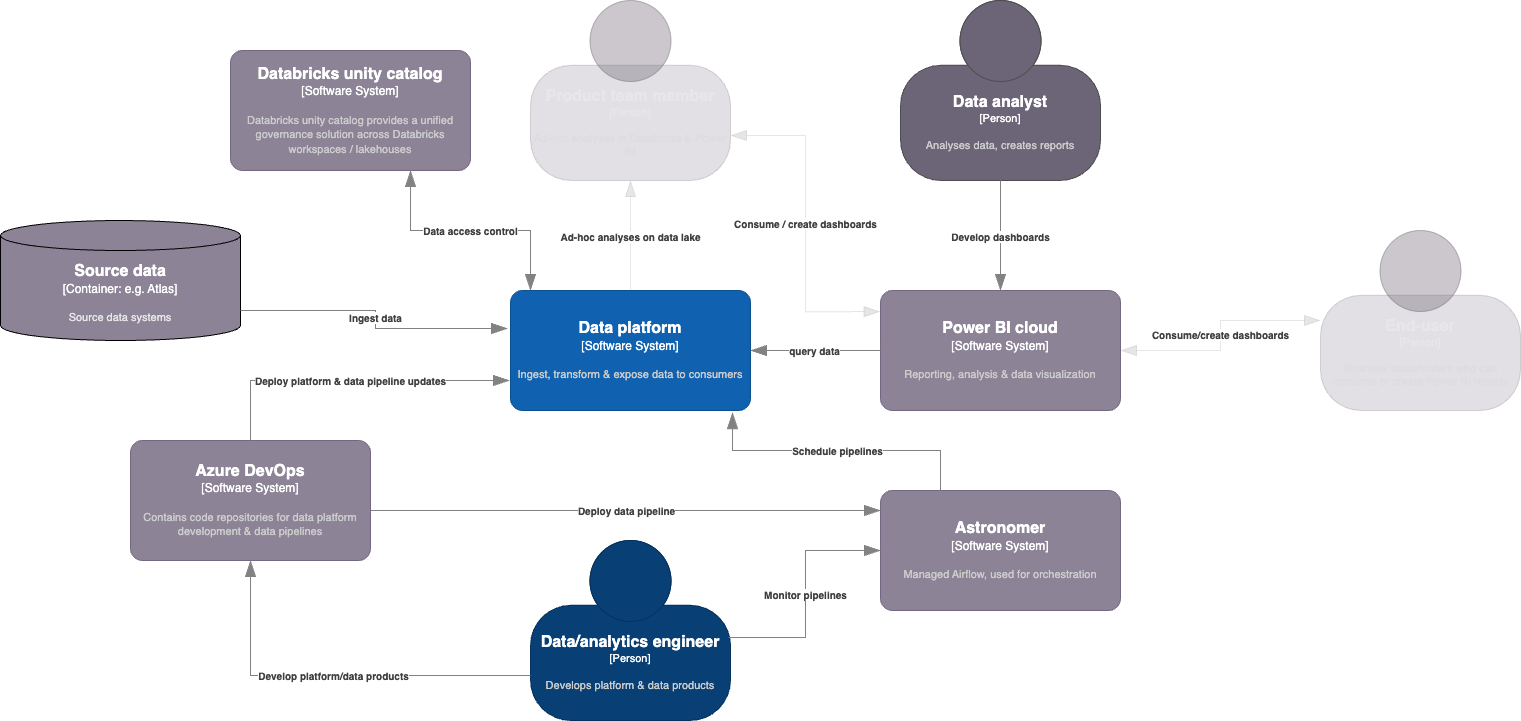 Databricks unity catalog
[Software System]
Databricks unity catalog provides a unified
governance solution across Databricks
workspaces / lakehouses
Product team member
[Person]
Data analyst
[Person]
Analyses data, creates reports
Data access control
Ad-hoc analyses on data lake
Consume / create dashboards
Develop dashboards
Source data
[Container: e.g. Atlas]
Source data systems
Ingest data
Data platform
[Software System]
Ingest, transform & expose data to consumers
query data
Power BI cloud
[Software System]
Reporting, analysis & data visualization
Consume/create dashboards
End-user
[Person]
Deploy platform & data pipeline updates
Schedule pipelines
Azure DevOps
[Software System]
Contains code repositories for data platform
development & data pipelines
Deploy data pipeline
Astronomer
[Software System]
Managed Airflow, used for orchestration
Monitor pipelines
Data/analytics engineer
[Person]
Develops platform & data products
Develop platform/data products